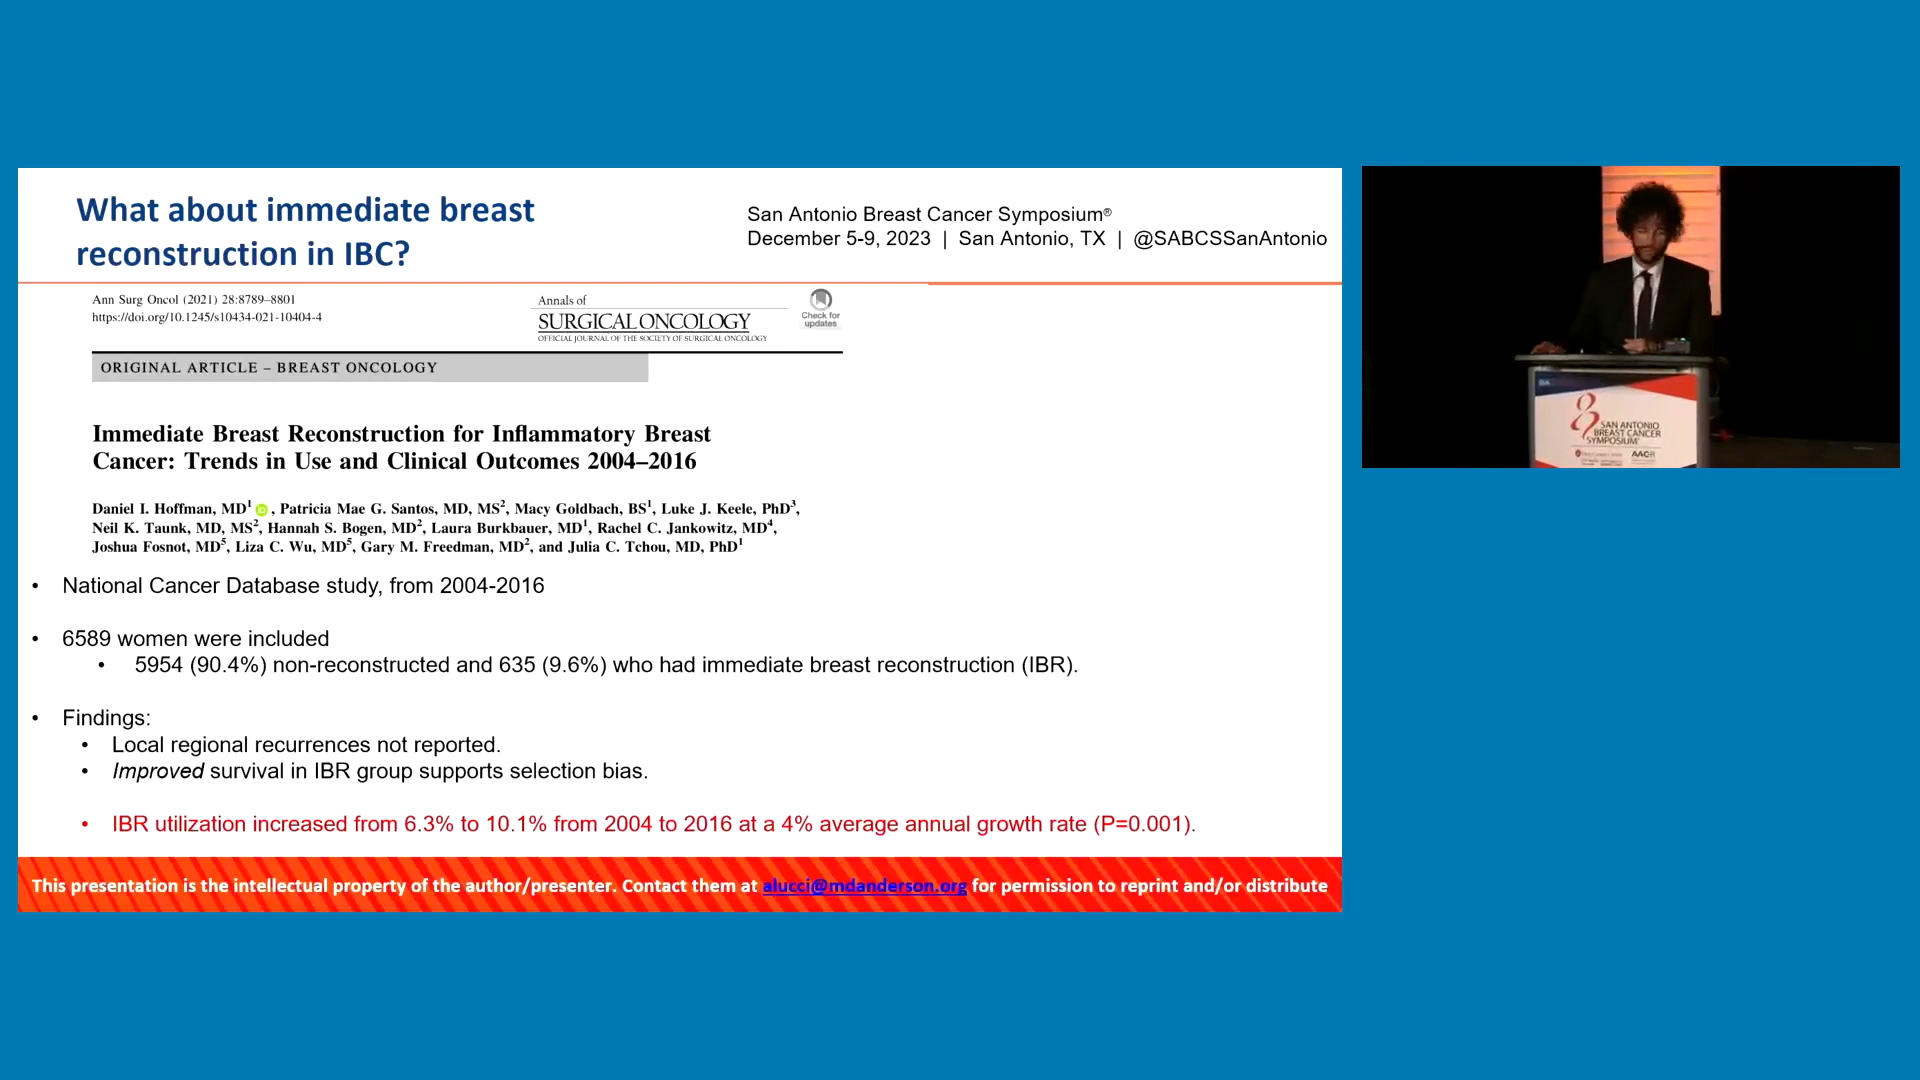 What about immediate breast
reconstruction in IBC?
San Antonio Breast Cancer Symposium®
December 5-9, 2023 | San Antonio, TX | @SABCSSanAntonio
Ann Surg Oncol (2021) 28:8789–8801
https://doi.org/10.1245/s10434-021-10404-4
Annals of
SURGICAL ONCOLOGY
OFFICIAL JOURNAL OF THE SOCIETY OF SURGICAL ONCOLOGY
Check for
updates
ORIGINAL ARTICLE – BREAST ONCOLOGY
Immediate Breast Reconstruction for Inflammatory Breast
Cancer: Trends in Use and Clinical Outcomes 2004–2016
Daniel I. Hoffman, MD1 iD, Patricia Mae G. Santos, MD, MS2, Macy Goldbach, BS1, Luke J. Keele, PhD3,
Neil K. Taunk, MD, MS2, Hannah S. Bogen, MD2, Laura Burkbauer, MD1, Rachel C. Jankowitz, MD4,
Joshua Fosnot, MD5, Liza C. Wu, MD5, Gary M. Freedman, MD2, and Julia C. Tchou, MD, PhD1
• National Cancer Database study, from 2004-2016
• 6589 women were included
• 5954 (90.4%) non-reconstructed and 635 (9.6%) who had immediate breast reconstruction (IBR).
• Findings:
• Local regional recurrences not reported.
• Improved survival in IBR group supports selection bias.
• IBR utilization increased from 6.3% to 10.1% from 2004 to 2016 at a 4% average annual growth rate (P=0.001).
This presentation is the intellectual property of the author/presenter. Contact them at alucci@mdanderson.org for permission to reprint and/or distribute
SAN ANTONIO
BREAST CANCER
SYMPOSIUM®
AACR